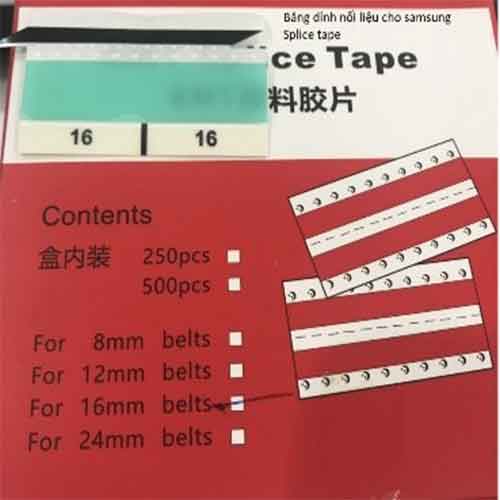 Băng dính nối liệu cho samsung
Splice tape
ce Tape
料胶片
16 16
Contents
盒内装 250pcs
500pcs
For 8mm belts
For 12mm belts
For 16mm belts
For 24mm belts